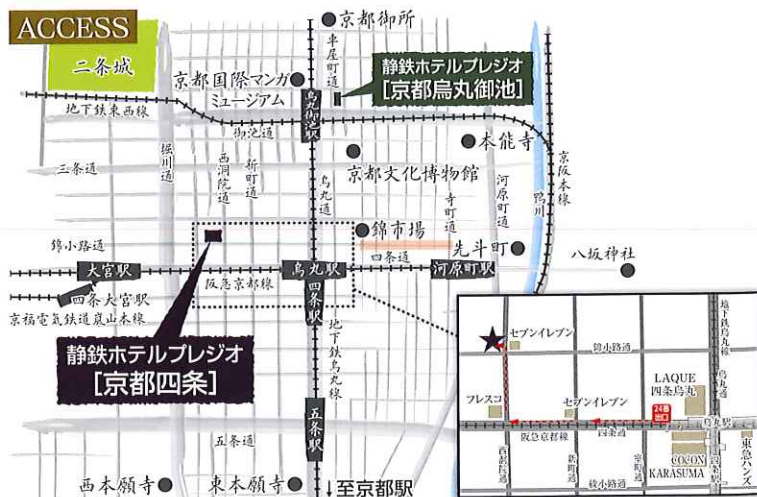 ACCESS
二条城
京都御所
車屋町通
静鉄ホテルプレジオ
[京都烏丸御池]
京都国際マンガ
ミュージアム
烏丸御池駅
地下鉄東西線
御池通
本能寺
京阪本線
三条通
堀川通
西洞院通
新町通
烏丸通
京都文化博物館
寺町通
河原町通
鴨川
錦市場
錦小路通
先斗町
四条通
八坂神社
大宮駅
烏丸駅
河原町駅
阪急京都線
四条大宮駅
四条駅
京福電気鉄道嵐山本線
地下鉄烏丸線
静鉄ホテルプレジオ
[京都四条]
五条駅
五条通
西本願寺
東本願寺
↓至京都駅
セブンイレブン
錦小路通
地下鉄烏丸線
烏丸通
LAQUE
四条烏丸
フレスコ
セブンイレブン
24番
出口
烏丸駅
阪急京都線
四条通
西洞院通
新町通
室町通
COCON
KARASUMA
四条駅
東急ハンズ
綾小路通